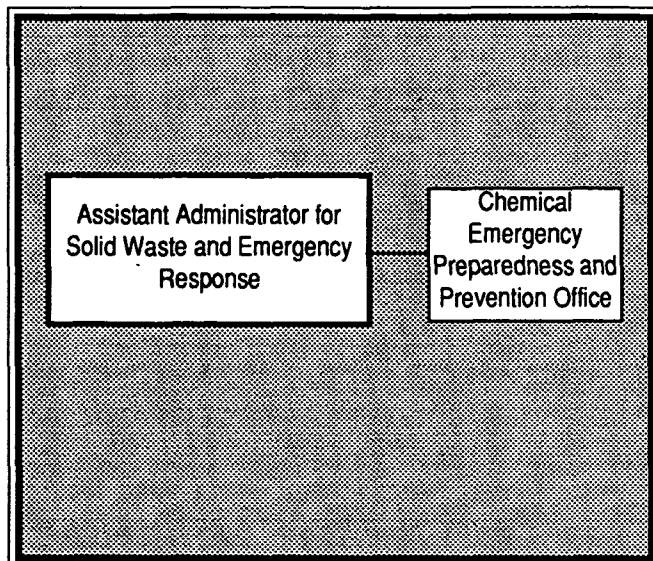 Assistant Administrator for
Solid Waste and Emergency
Response
Chemical
Emergency
Preparedness and
Prevention Office